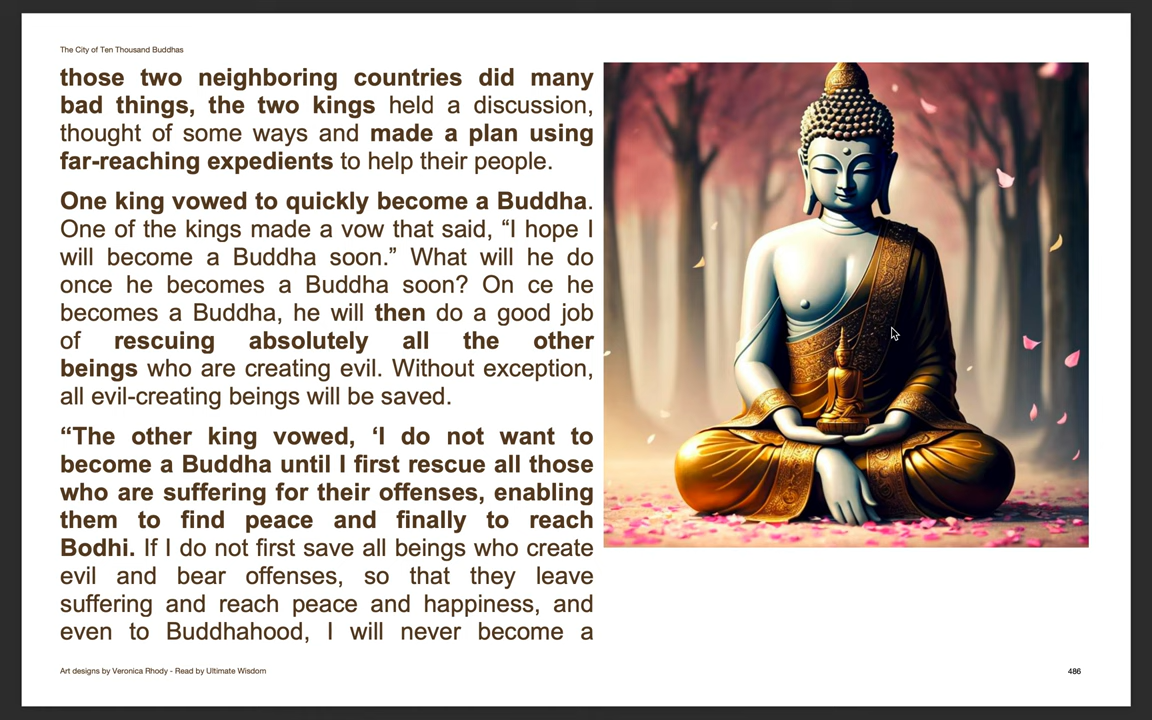 The City of Ten Thousand Buddhas
those two neighboring countries did many
bad things, the two kings held a discussion,
thought of some ways and made a plan using
far-reaching expedients to help their people.
One king vowed to quickly become a Buddha.
One of the kings made a vow that said, “I hope I
will become a Buddha soon.” What will he do
once he becomes a Buddha soon? On ce he
becomes a Buddha, he will then do a good job
of rescuing absolutely all the other
beings who are creating evil. Without exception,
all evil-creating beings will be saved.
“The other king vowed, ‘I do not want to
become a Buddha until I first rescue all those
who are suffering for their offenses, enabling
them to find peace and finally to reach
Bodhi. If I do not first save all beings who create
evil and bear offenses, so that they leave
suffering and reach peace and happiness, and
even to Buddhahood, I will never become a
Art designs by Veronica Rhody - Read by Ultimate Wisdom
486